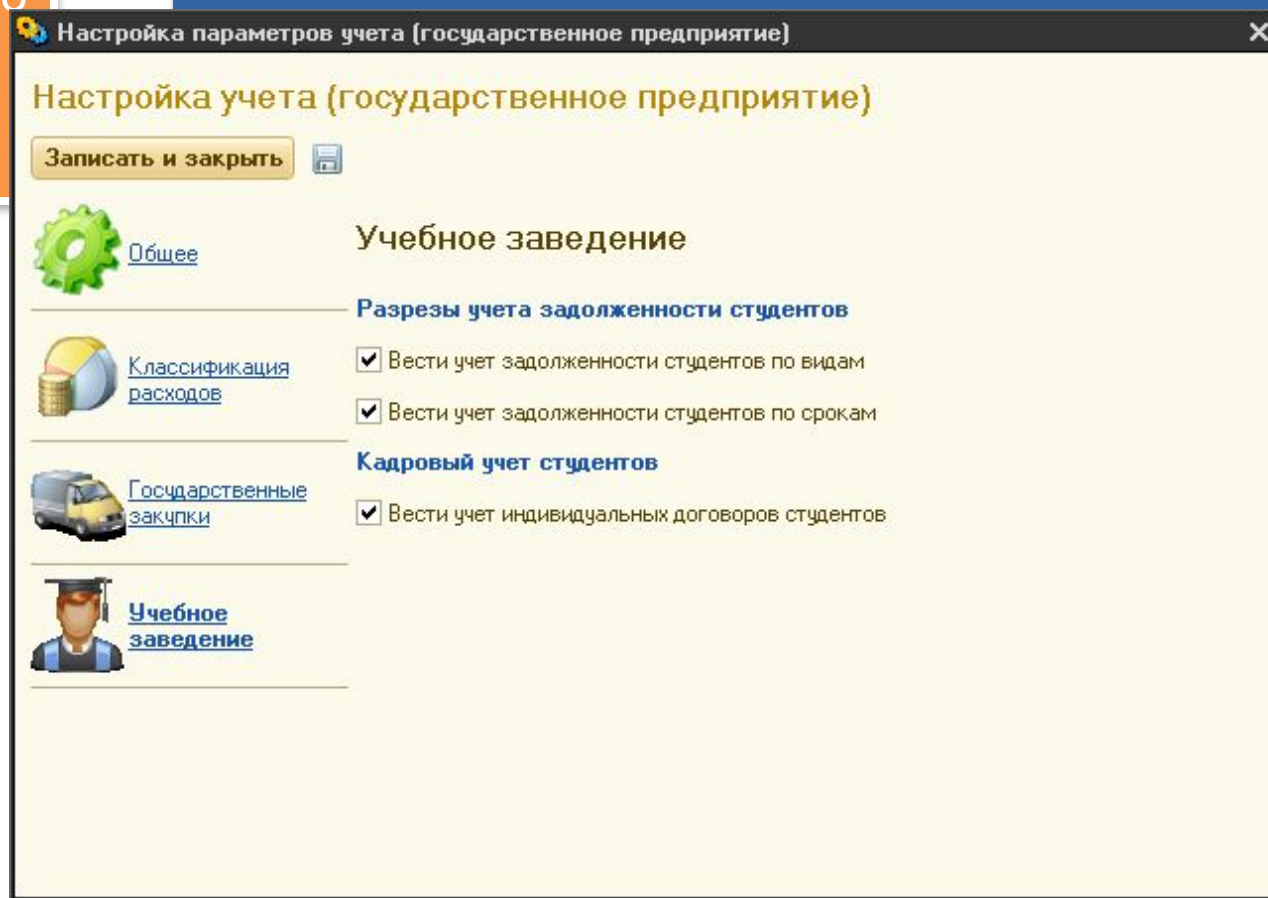 Настройка параметров учета (государственное предприятие)
Настройка учета (государственное предприятие)
Записать и закрыть
Общее
Классификация
расходов
Государственные
закупки
Учебное
заведение
Учебное заведение
Разрезы учета задолженности студентов
Вести учет задолженности студентов по видам
Вести учет задолженности студентов по срокам
Кадровый учет студентов
Вести учет индивидуальных договоров студентов